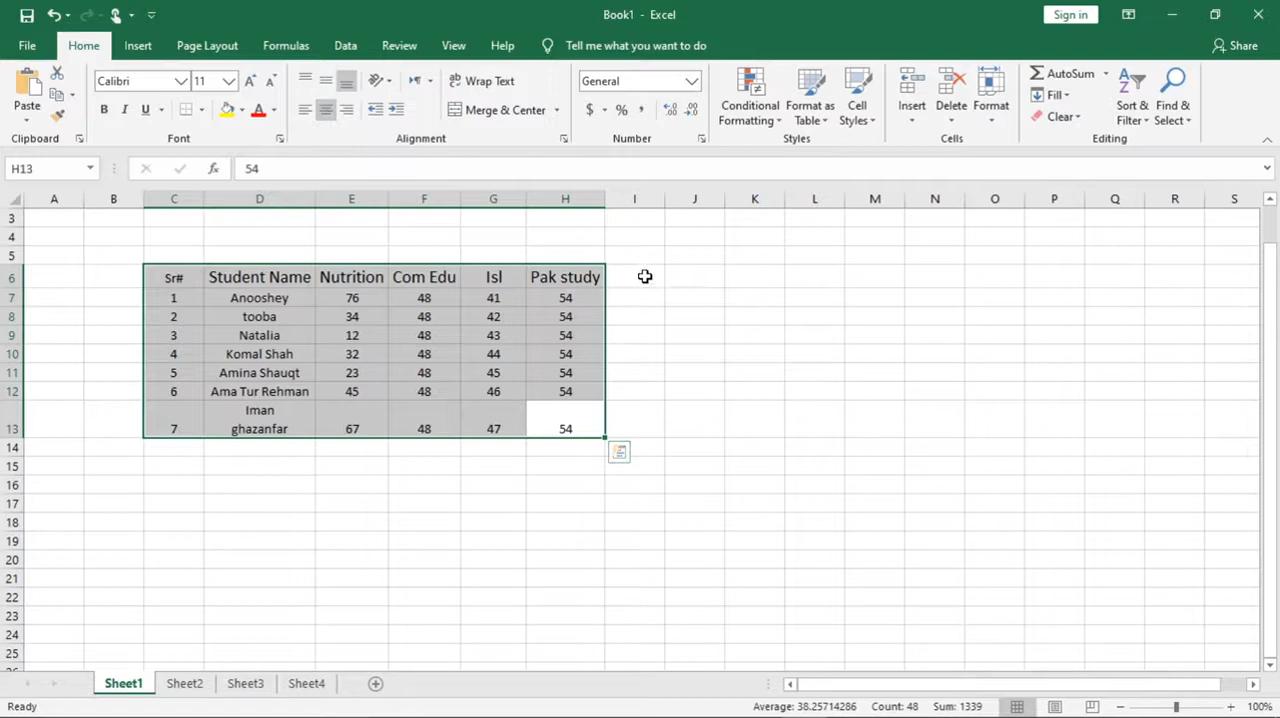 Book1 - Excel
Sign in
File Home Insert Page Layout Formulas Data Review View Help Tell me what you want to do Share
Paste
Calibri 11
B I U
Wrap Text
Merge & Center
General
$ % ,
Conditional Formatting
Format as Table
Cell Styles
Insert Delete Format
AutoSum
Fill
Clear
Sort & Filter
Find & Select
Clipboard Font Alignment Number Styles Cells Editing
H13 fx 54
A B C D E F G H I J K L M N O P Q R S
3
4
5
6 Sr# Student Name Nutrition Com Edu Isl Pak study
7 1 Anooshey 76 48 41 54
8 2 tooba 34 48 42 54
9 3 Natalia 12 48 43 54
10 4 Komal Shah 32 48 44 54
11 5 Amina Shauqt 23 48 45 54
12 6 Ama Tur Rehman 45 48 46 54
Iman
13 7 ghazanfar 67 48 47 54
14
15
16
17
18
19
20
21
22
23
24
25
Sheet1 Sheet2 Sheet3 Sheet4
Ready Average: 38.25714286 Count: 48 Sum: 1339 100%